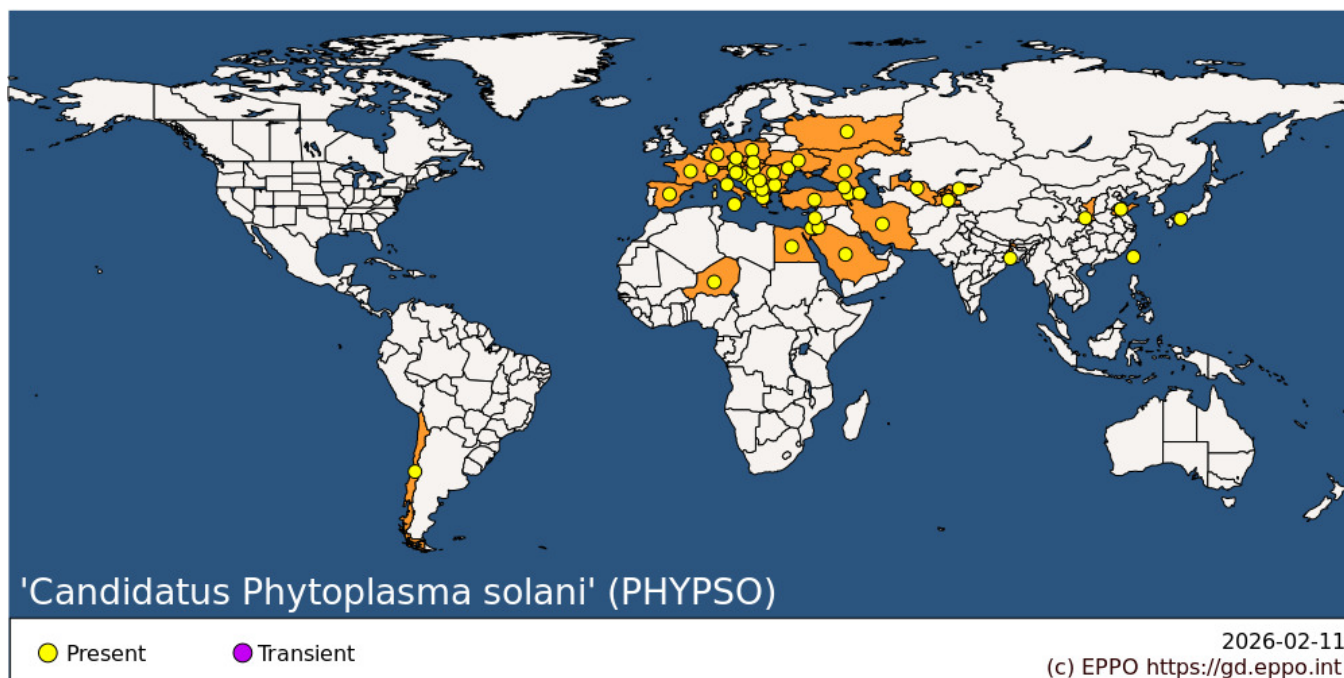 'Candidatus Phytoplasma solani' (PHYPSO)
Present
Transient
2026-02-11
(c) EPPO https://gd.eppo.int